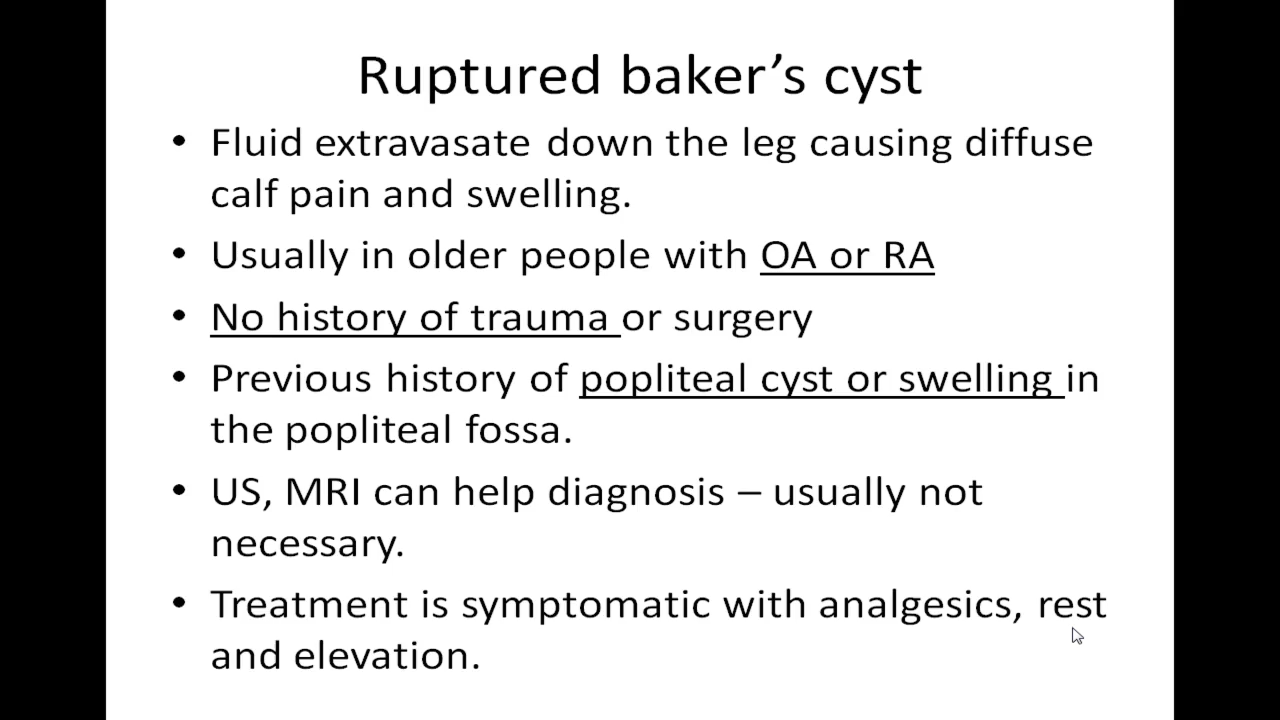 Ruptured baker’s cyst
• Fluid extravasate down the leg causing diffuse
calf pain and swelling.
• Usually in older people with OA or RA
• No history of trauma or surgery
• Previous history of popliteal cyst or swelling in
the popliteal fossa.
• US, MRI can help diagnosis – usually not
necessary.
• Treatment is symptomatic with analgesics, rest
and elevation.